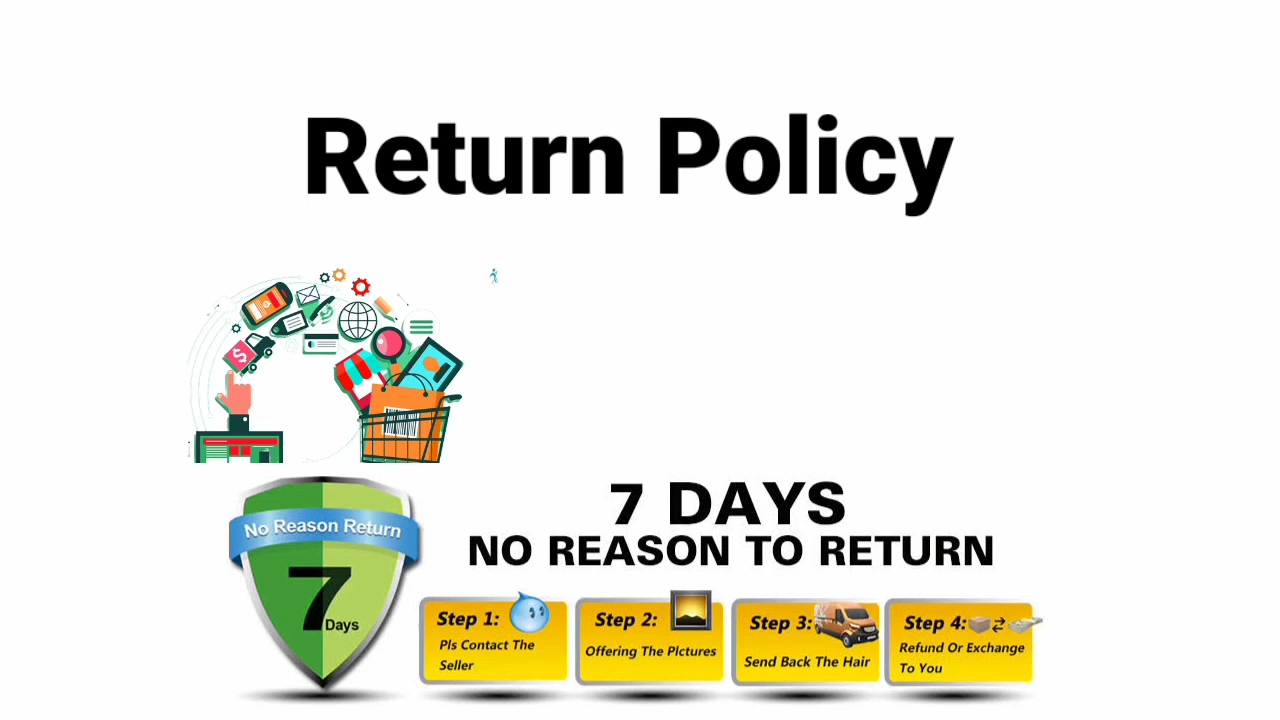 Return Policy
No Reason Return
7
Days
7 DAYS
NO REASON TO RETURN
Step 1:
Pls Contact The
Seller
Step 2:
Offering The PIctures
Step 3:
Send Back The Hair
Step 4:
Refund Or Exchange
To You